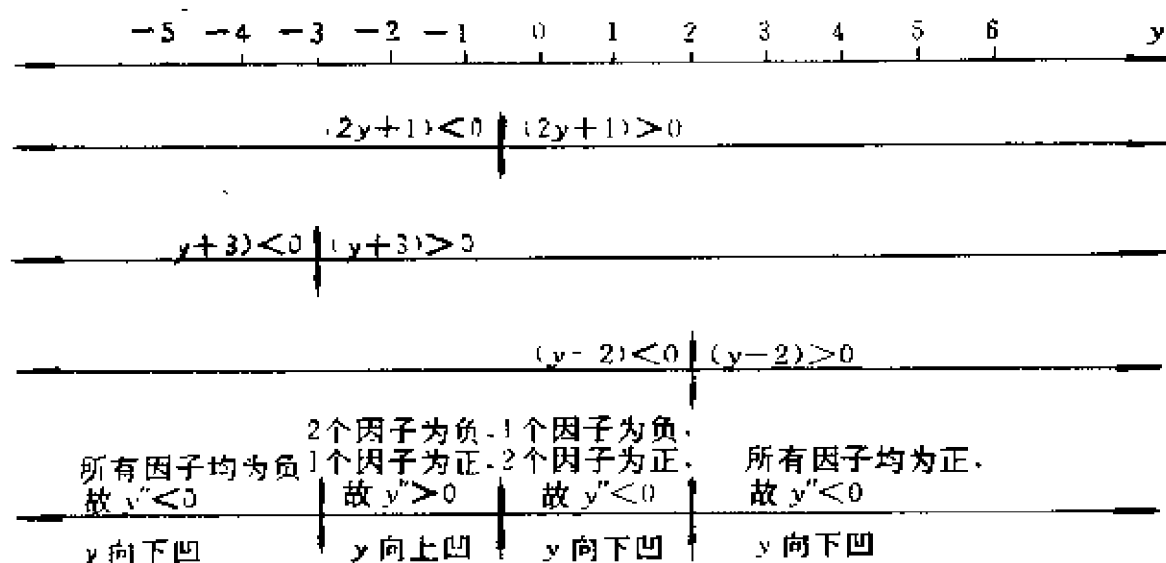 -5 -4 -3 -2 -1 0 1 2 3 4 5 6 y
(2y+1)<0 (2y+1)>0
y+3)<0 (y+3)>0
(y-2)<0 (y-2)>0
2个因子为负、1个因子为负、
所有因子均为负 1个因子为正、2个因子为正、 所有因子均为正、
故 y″<0 故 y″>0 故 y″<0 故 y″<0
y 向下凹 y 向上凹 y 向下凹 y 向下凹